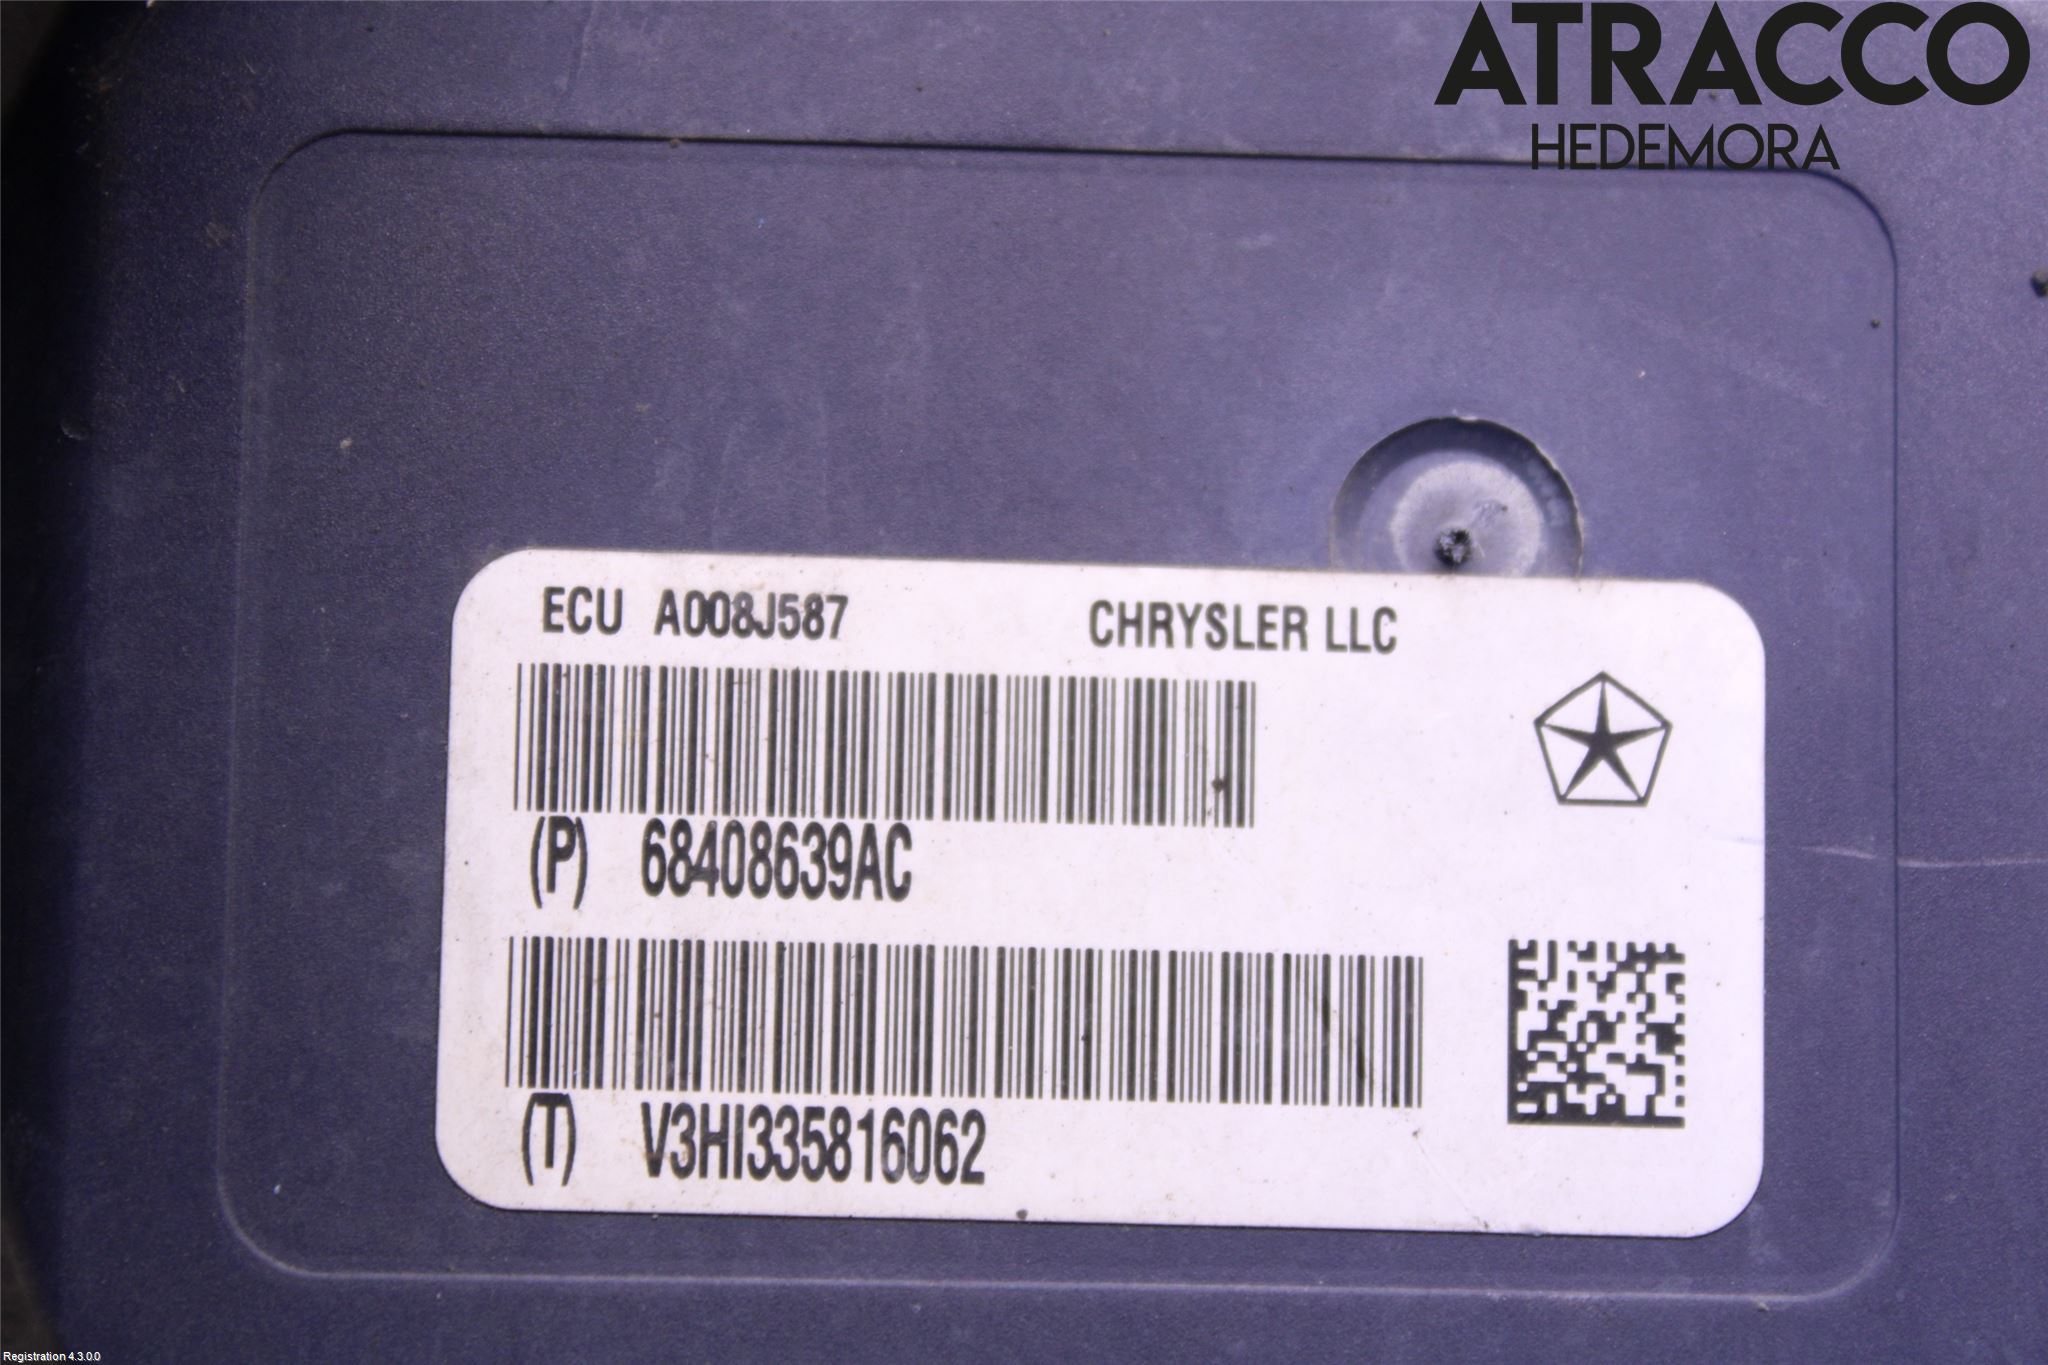 ATRACCO
HEDEMORA
ECU A008J587 CHRYSLER LLC
(P) 68408639AC
(T) V3HI335816062
Registration 4.3.0.0